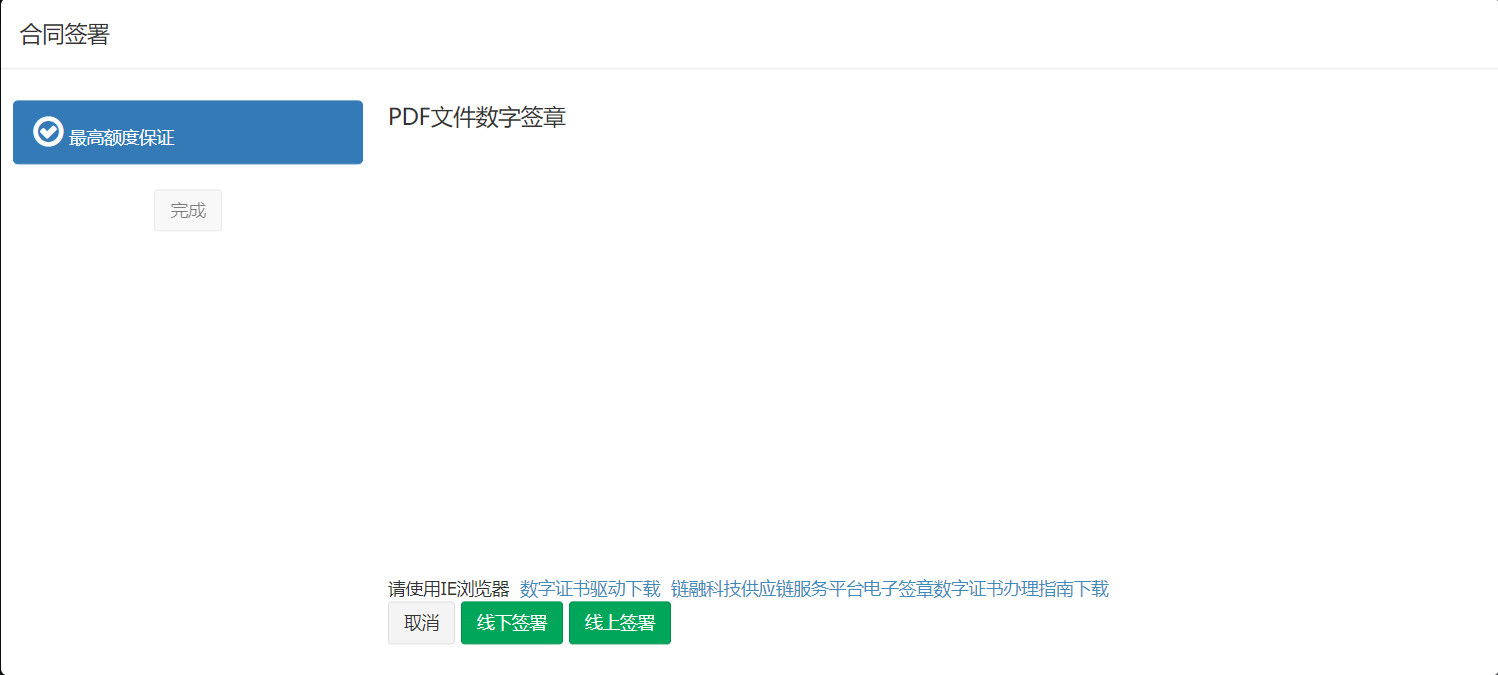 合同签署
最高额度保证
完成
PDF文件数字签章
请使用IE浏览器 数字证书驱动下载 链融科技供应链服务平台电子签章数字证书办理指南下载
取消 线下签署 线上签署